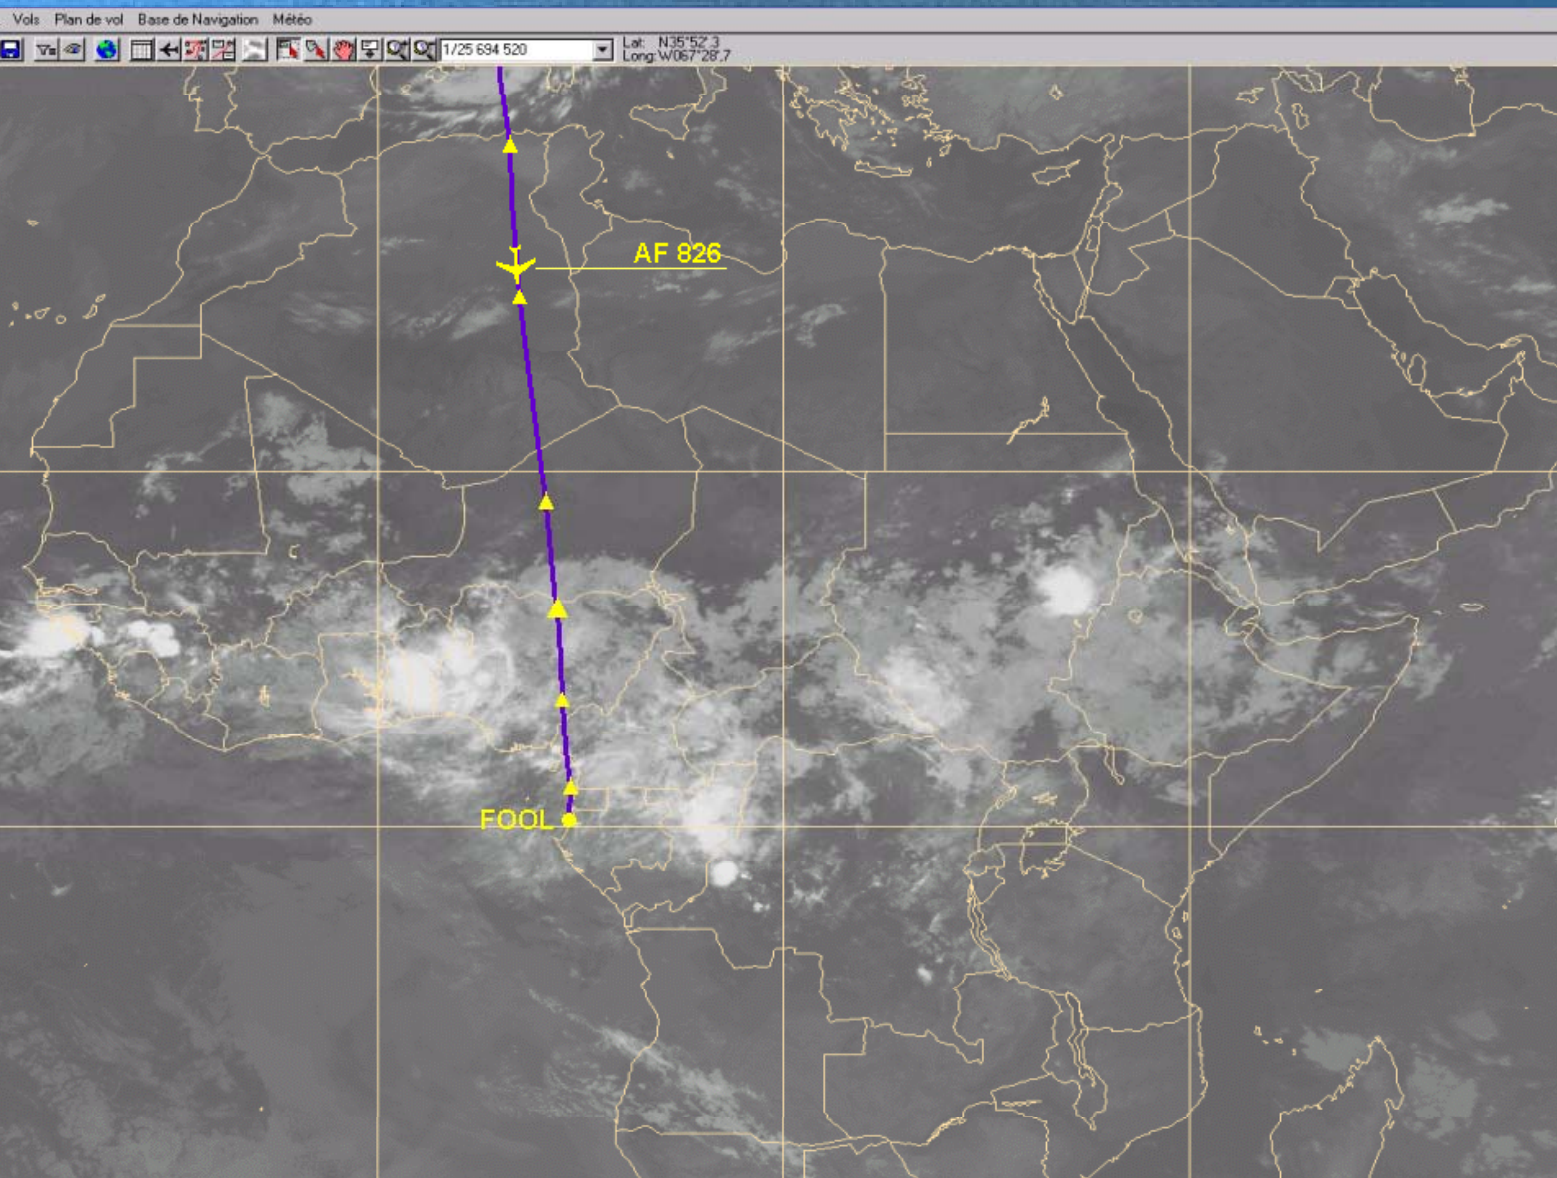 Vols Plan de vol Base de Navigation Météo
1/25 694 520
Lat: N35°52'.3
Long: W067°28'.7
AF 826
FOOL